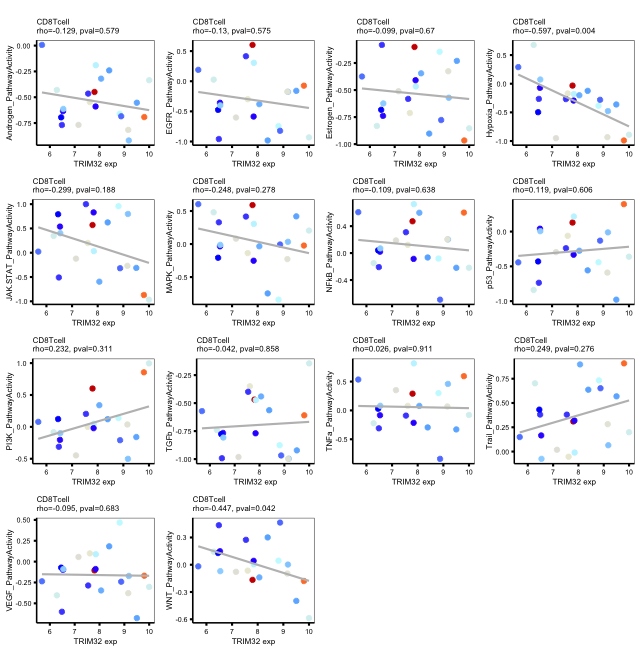 CD8Tcell
rho=-0.129, pval=0.579
Androgen_PathwayActivity
0.00
-0.25
-0.50
-0.75
6 7 8 9 10
TRIM32 exp
CD8Tcell
rho=-0.13, pval=0.575
EGFR_PathwayActivity
0.5
0.0
-0.5
-1.0
6 7 8 9 10
TRIM32 exp
CD8Tcell
rho=-0.099, pval=0.67
Estrogen_PathwayActivity
-0.25
-0.50
-0.75
-1.00
6 7 8 9 10
TRIM32 exp
CD8Tcell
rho=-0.597, pval=0.004
Hypoxia_PathwayActivity
0.5
0.0
-0.5
-1.0
6 7 8 9 10
TRIM32 exp
CD8Tcell
rho=-0.299, pval=0.188
JAK-STAT_PathwayActivity
1.0
0.5
0.0
-0.5
-1.0
6 7 8 9 10
TRIM32 exp
CD8Tcell
rho=-0.248, pval=0.278
MAPK_PathwayActivity
0.5
0.0
-0.5
6 7 8 9 10
TRIM32 exp
CD8Tcell
rho=-0.109, pval=0.638
NFkB_PathwayActivity
0.4
0.0
-0.4
6 7 8 9 10
TRIM32 exp
CD8Tcell
rho=0.119, pval=0.606
p53_PathwayActivity
0.5
0.0
-0.5
-1.0
6 7 8 9 10
TRIM32 exp
CD8Tcell
rho=0.232, pval=0.311
PI3K_PathwayActivity
1.0
0.5
0.0
-0.5
6 7 8 9 10
TRIM32 exp
CD8Tcell
rho=-0.042, pval=0.858
TGFb_PathwayActivity
-0.25
-0.50
-0.75
-1.00
6 7 8 9 10
TRIM32 exp
CD8Tcell
rho=0.026, pval=0.911
TNFa_PathwayActivity
0.5
0.0
-0.5
6 7 8 9 10
TRIM32 exp
CD8Tcell
rho=0.249, pval=0.276
Trail_PathwayActivity
0.75
0.50
0.25
0.00
6 7 8 9 10
TRIM32 exp
CD8Tcell
rho=-0.095, pval=0.683
VEGF_PathwayActivity
0.50
0.25
0.00
-0.25
-0.50
6 7 8 9 10
TRIM32 exp
CD8Tcell
rho=-0.447, pval=0.042
WNT_PathwayActivity
0.3
0.0
-0.3
-0.6
6 7 8 9 10
TRIM32 exp